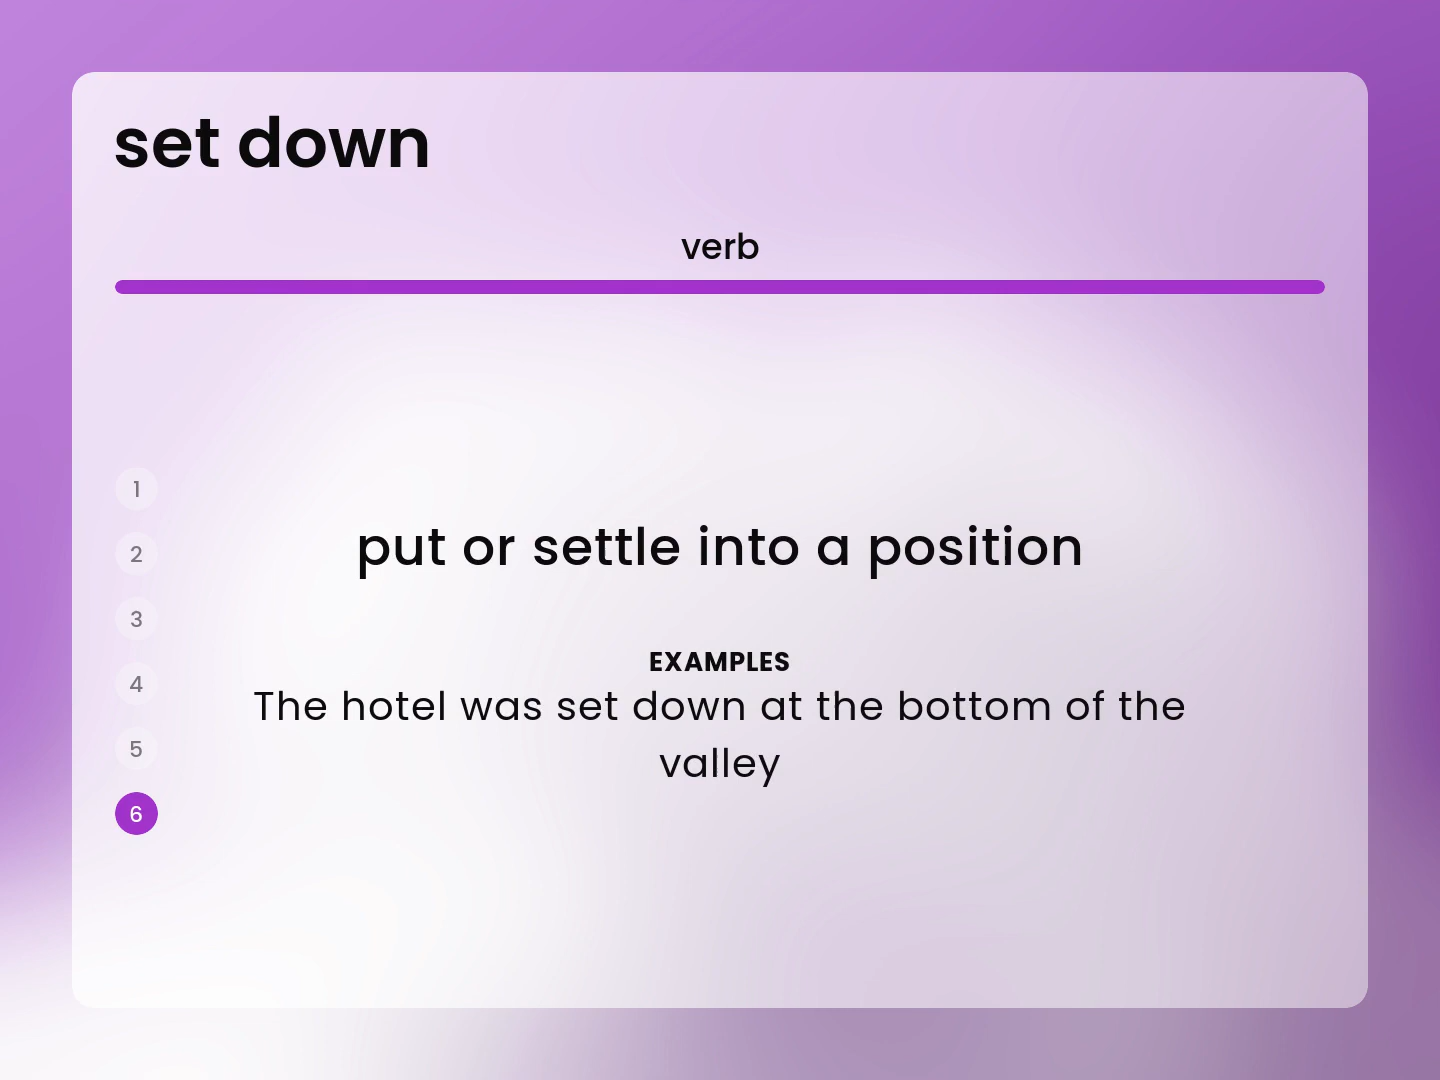 set down
verb
1
2
3
4
5
6
put or settle into a position
EXAMPLES
The hotel was set down at the bottom of the
valley